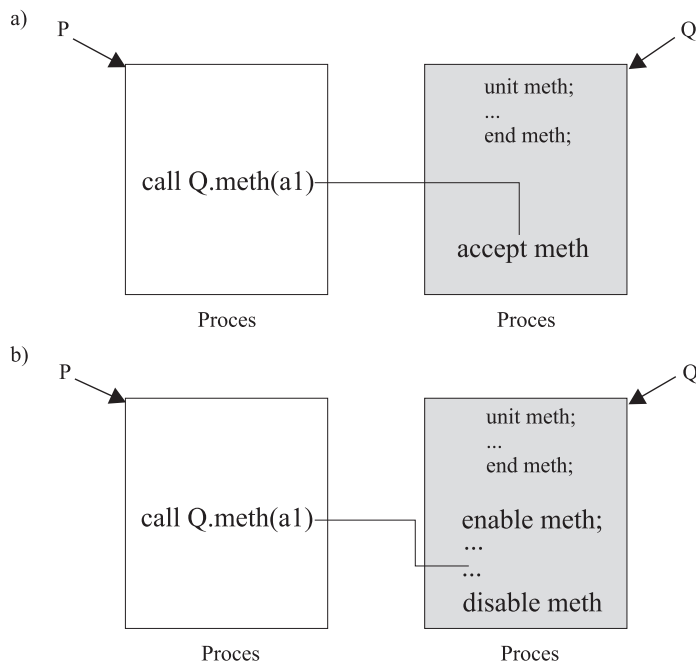 a)
P
Q
unit meth;
...
end meth;
call Q.meth(a1)
accept meth
Proces
Proces
b)
P
Q
unit meth;
...
end meth;
call Q.meth(a1)
enable meth;
...
...
disable meth
Proces
Proces